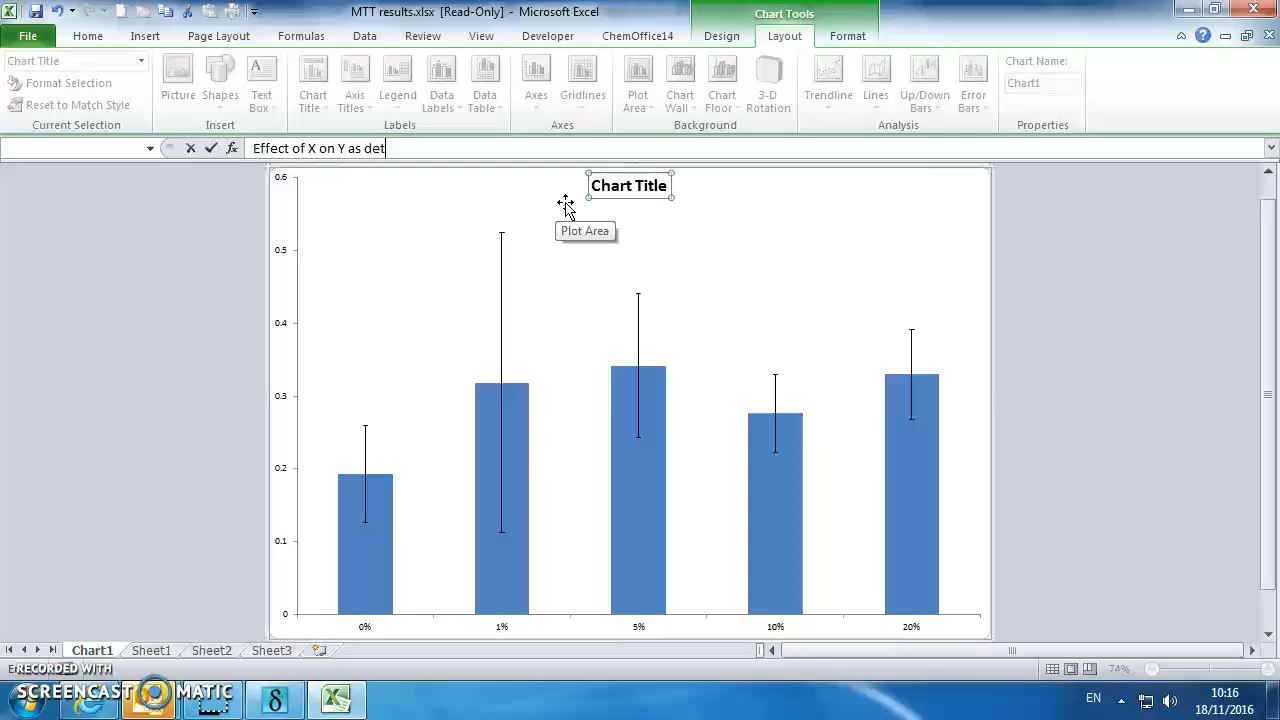 MTT results.xlsx [Read-Only] - Microsoft Excel
Chart Tools
File Home Insert Page Layout Formulas Data Review View Developer ChemOffice14 Design Layout Format
Chart Title
Format Selection
Reset to Match Style
Current Selection
Picture Shapes Text Box
Insert
Chart Title Axis Titles Legend Data Labels Data Table
Labels
Axes Gridlines
Axes
Plot Area Chart Wall Chart Floor 3-D Rotation
Background
Trendline Lines Up/Down Bars Error Bars
Analysis
Chart Name:
Chart1
Properties
fx Effect of X on Y as det
Chart Title
Plot Area
0.6
0.5
0.4
0.3
0.2
0.1
0
0% 1% 5% 10% 20%
Chart1 Sheet1 Sheet2 Sheet3
74%
RECORDED WITH
SCREENCAST MATIC
EN
10:16
18/11/2016